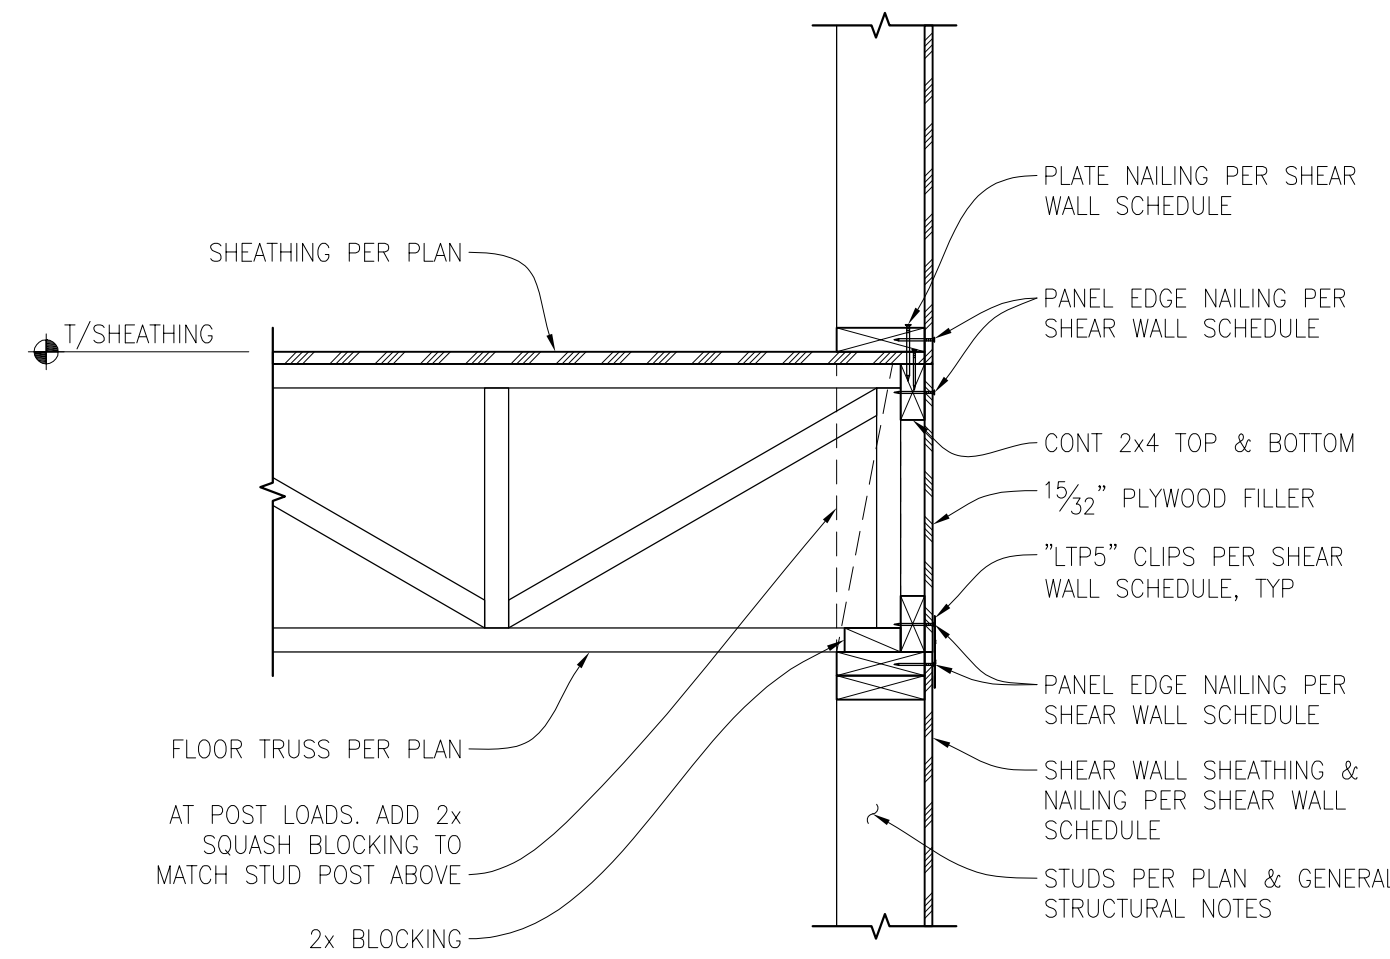 PLATE NAILING PER SHEAR
WALL SCHEDULE
SHEATHING PER PLAN
PANEL EDGE NAILING PER
SHEAR WALL SCHEDULE
T/SHEATHING
CONT 2x4 TOP & BOTTOM
15/32" PLYWOOD FILLER
"LTP5" CLIPS PER SHEAR
WALL SCHEDULE, TYP
PANEL EDGE NAILING PER
SHEAR WALL SCHEDULE
FLOOR TRUSS PER PLAN
SHEAR WALL SHEATHING &
NAILING PER SHEAR WALL
SCHEDULE
AT POST LOADS. ADD 2x
SQUASH BLOCKING TO
MATCH STUD POST ABOVE
STUDS PER PLAN & GENERAL
STRUCTURAL NOTES
2x BLOCKING